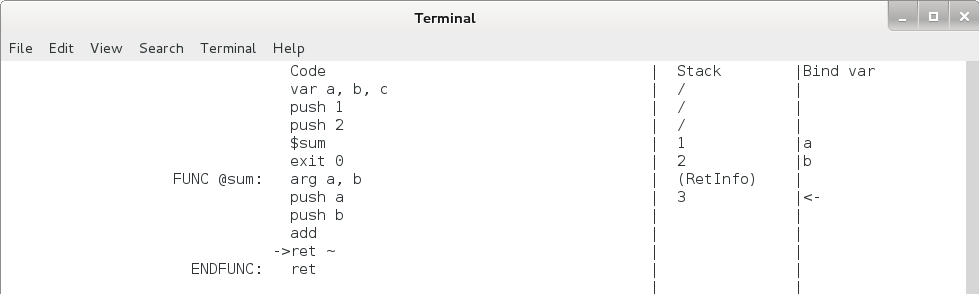 Terminal
File Edit View Search Terminal Help
Code | Stack |Bind var
var a, b, c | / |
push 1 | / |
push 2 | / |
$sum | 1 |a
exit 0 | 2 |b
FUNC @sum: arg a, b | (RetInfo) |
push a | 3 |<-
push b | |
add | |
->ret ~ | |
ENDFUNC: ret | |
| |